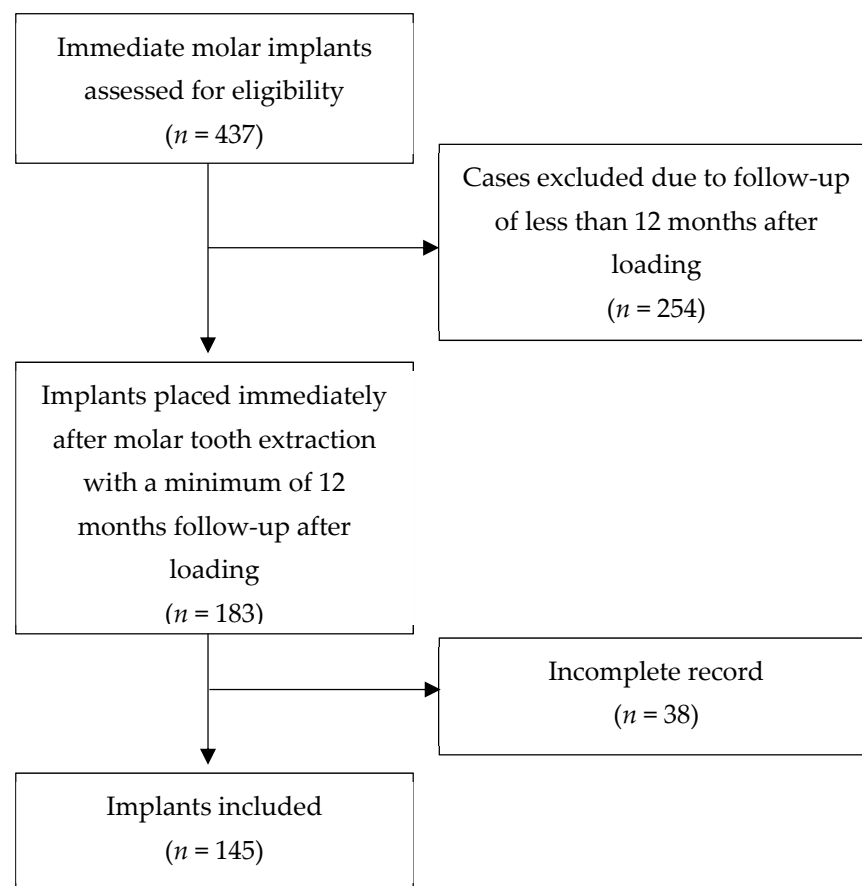 Immediate molar implants
assessed for eligibility
(n = 437)
Cases excluded due to follow-up
of less than 12 months after
loading
(n = 254)
Implants placed immediately
after molar tooth extraction
with a minimum of 12
months follow-up after
loading
(n = 183)
Incomplete record
(n = 38)
Implants included
(n = 145)